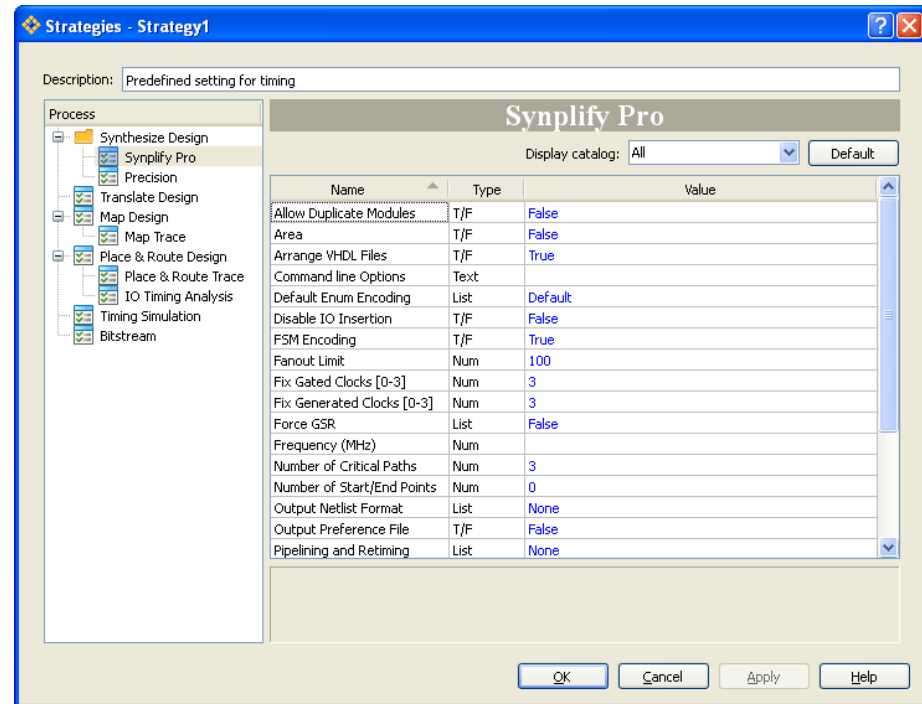 Strategies - Strategy1
Description: Predefined setting for timing
Process
Synthesize Design
Synplify Pro
Precision
Translate Design
Map Design
Map Trace
Place & Route Design
Place & Route Trace
IO Timing Analysis
Timing Simulation
Bitstream
Synplify Pro
Display catalog: All Default
Name Type Value
Allow Duplicate Modules T/F False
Area T/F False
Arrange VHDL Files T/F True
Command line Options Text
Default Enum Encoding List Default
Disable IO Insertion T/F False
FSM Encoding T/F True
Fanout Limit Num 100
Fix Gated Clocks [0-3] Num 3
Fix Generated Clocks [0-3] Num 3
Force GSR List False
Frequency (MHz) Num
Number of Critical Paths Num 3
Number of Start/End Points Num 0
Output Netlist Format List None
Output Preference File T/F False
Pipelining and Retiming List None
OK Cancel Apply Help